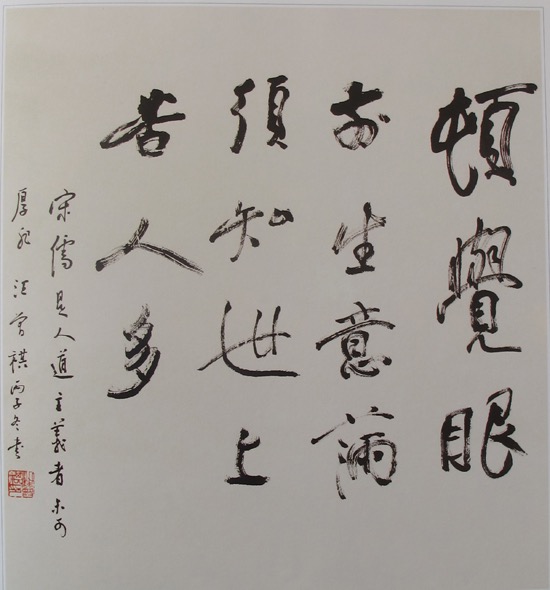 頓覺眼
前生意滿
須知世上
苦人多
宋儒是人道主義者未可
厚非 汪曾祺丙子冬書